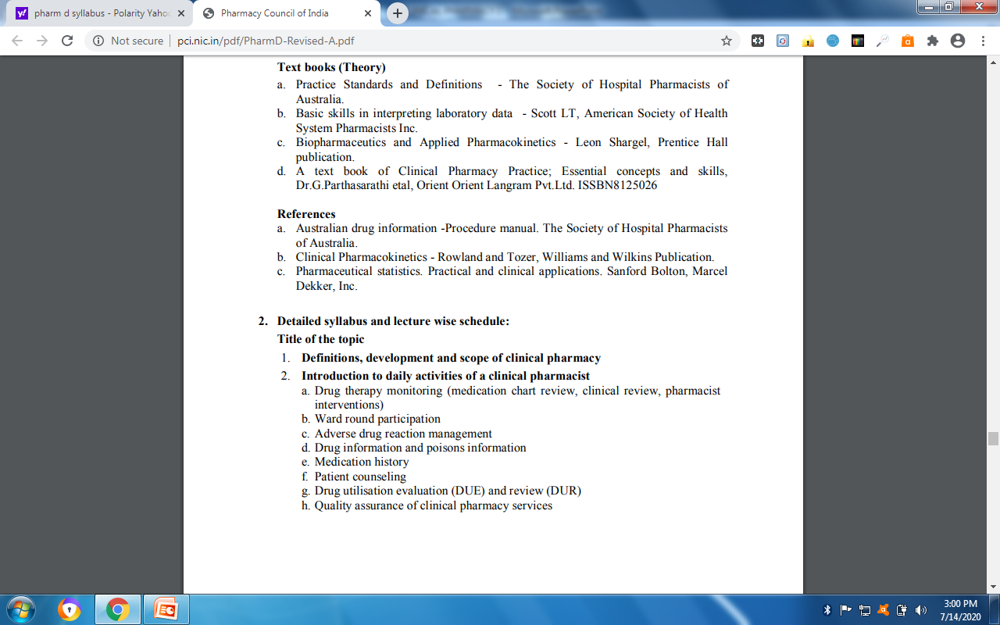 pharm d syllabus - Polarity Yahoo
Pharmacy Council of India
Not secure | pci.nic.in/pdf/PharmD-Revised-A.pdf
Text books (Theory)
a. Practice Standards and Definitions - The Society of Hospital Pharmacists of
Australia.
b. Basic skills in interpreting laboratory data - Scott LT, American Society of Health
System Pharmacists Inc.
c. Biopharmaceutics and Applied Pharmacokinetics - Leon Shargel, Prentice Hall
publication.
d. A text book of Clinical Pharmacy Practice; Essential concepts and skills,
Dr.G.Parthasarathi etal, Orient Orient Langram Pvt.Ltd. ISSBN8125026
References
a. Australian drug information -Procedure manual. The Society of Hospital Pharmacists
of Australia.
b. Clinical Pharmacokinetics - Rowland and Tozer, Williams and Wilkins Publication.
c. Pharmaceutical statistics. Practical and clinical applications. Sanford Bolton, Marcel
Dekker, Inc.
2. Detailed syllabus and lecture wise schedule:
Title of the topic
1. Definitions, development and scope of clinical pharmacy
2. Introduction to daily activities of a clinical pharmacist
a. Drug therapy monitoring (medication chart review, clinical review, pharmacist
interventions)
b. Ward round participation
c. Adverse drug reaction management
d. Drug information and poisons information
e. Medication history
f. Patient counseling
g. Drug utilisation evaluation (DUE) and review (DUR)
h. Quality assurance of clinical pharmacy services
3:00 PM
7/14/2020